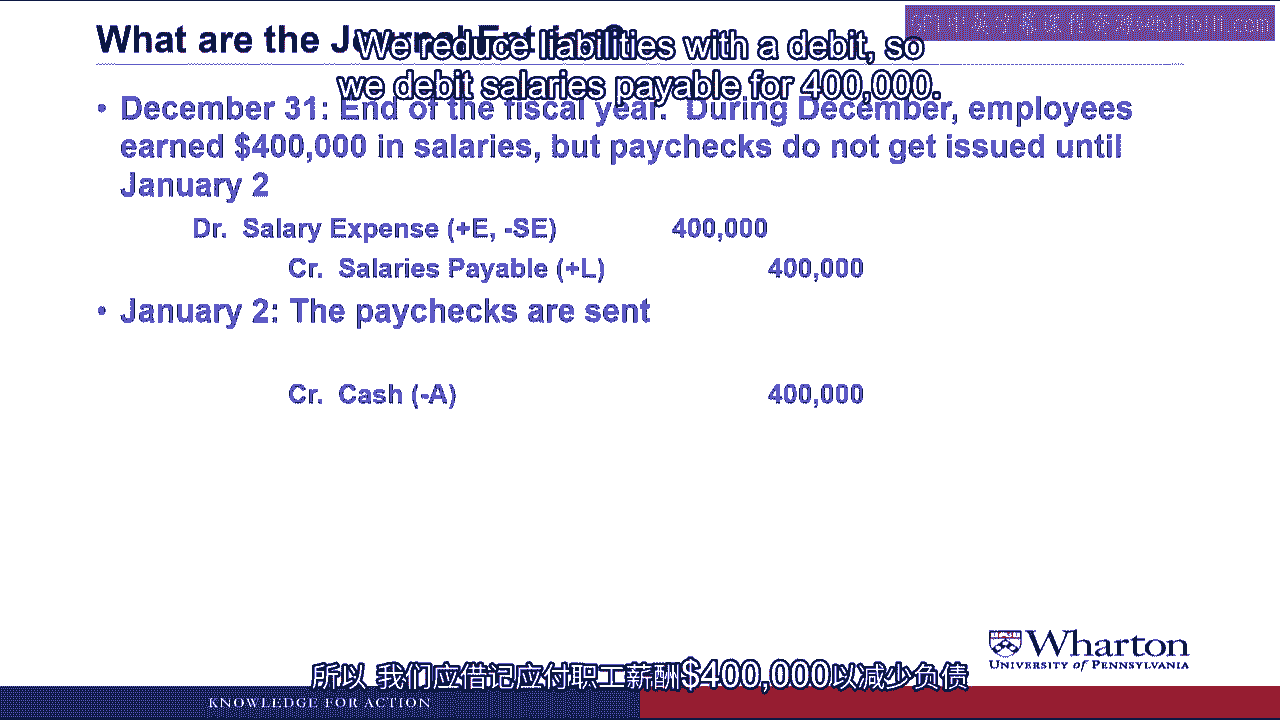 What are the Journal Entries?
We reduce liabilities with a debit, so
we debit salaries payable for 400,000.
• December 31: End of the fiscal year. During December, employees
earned $400,000 in salaries, but paychecks do not get issued until
January 2
Dr. Salary Expense (+E, -SE) 400,000
Cr. Salaries Payable (+L) 400,000
• January 2: The paychecks are sent
Cr. Cash (-A) 400,000
Wharton
UNIVERSITY of PENNSYLVANIA
所以 我们应借记应付职工薪酬$400,000以减少负债
KNOWLEDGE FOR ACTION